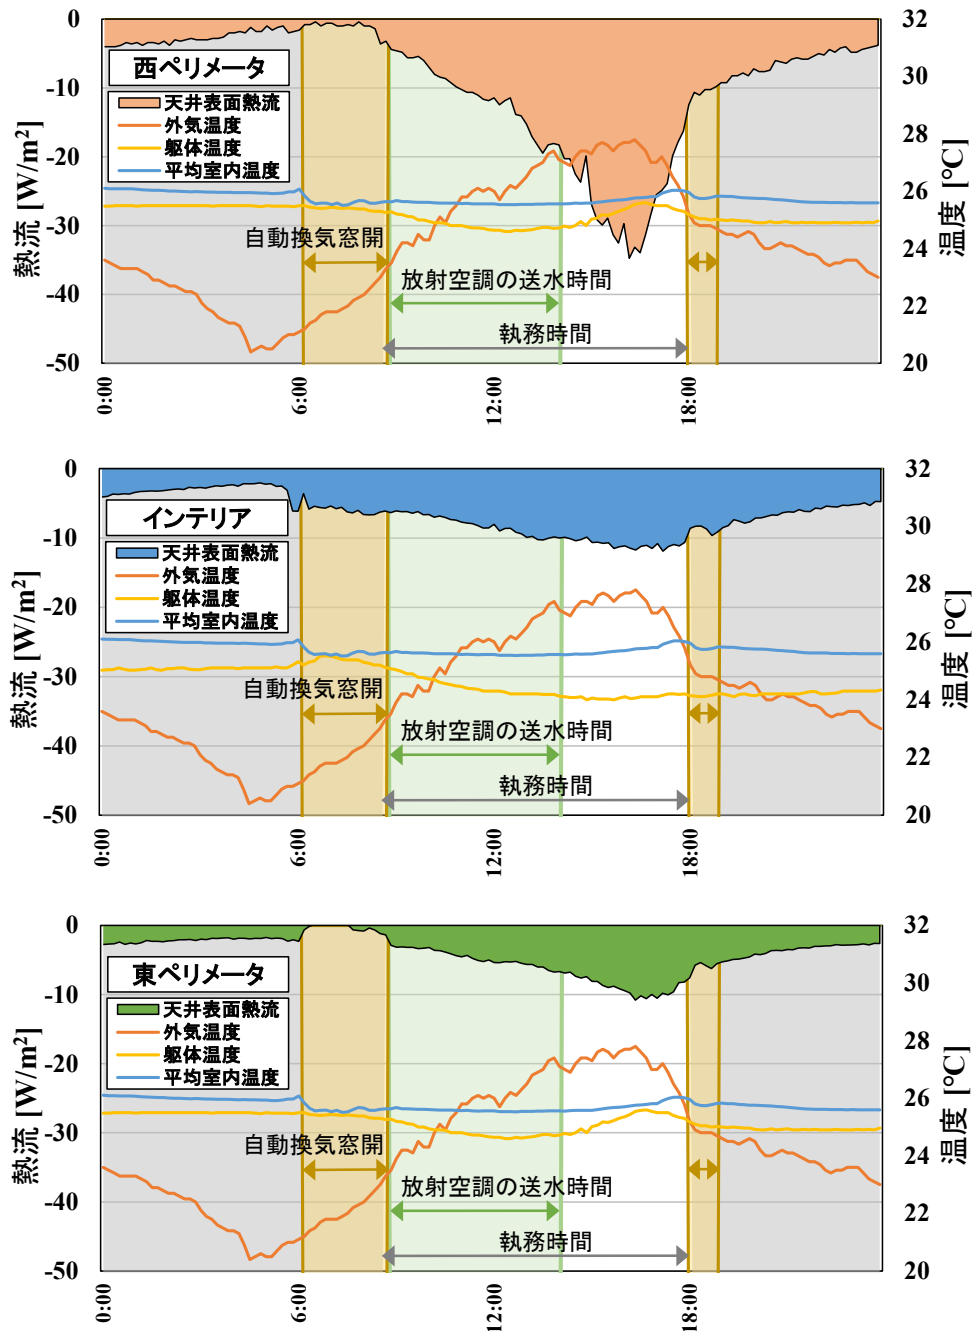 0
-10
-20
-30
-40
-50
熱流 [W/m²]
32
30
28
26
24
22
20
温度 [℃]
西ペリメータ
天井表面熱流
外気温度
躯体温度
平均室内温度
自動換気窓開
放射空調の送水時間
執務時間
0:00
6:00
12:00
18:00
0
-10
-20
-30
-40
-50
熱流 [W/m²]
32
30
28
26
24
22
20
温度 [℃]
インテリア
天井表面熱流
外気温度
躯体温度
平均室内温度
自動換気窓開
放射空調の送水時間
執務時間
0:00
6:00
12:00
18:00
0
-10
-20
-30
-40
-50
熱流 [W/m²]
32
30
28
26
24
22
20
温度 [℃]
東ペリメータ
天井表面熱流
外気温度
躯体温度
平均室内温度
自動換気窓開
放射空調の送水時間
執務時間
0:00
6:00
12:00
18:00